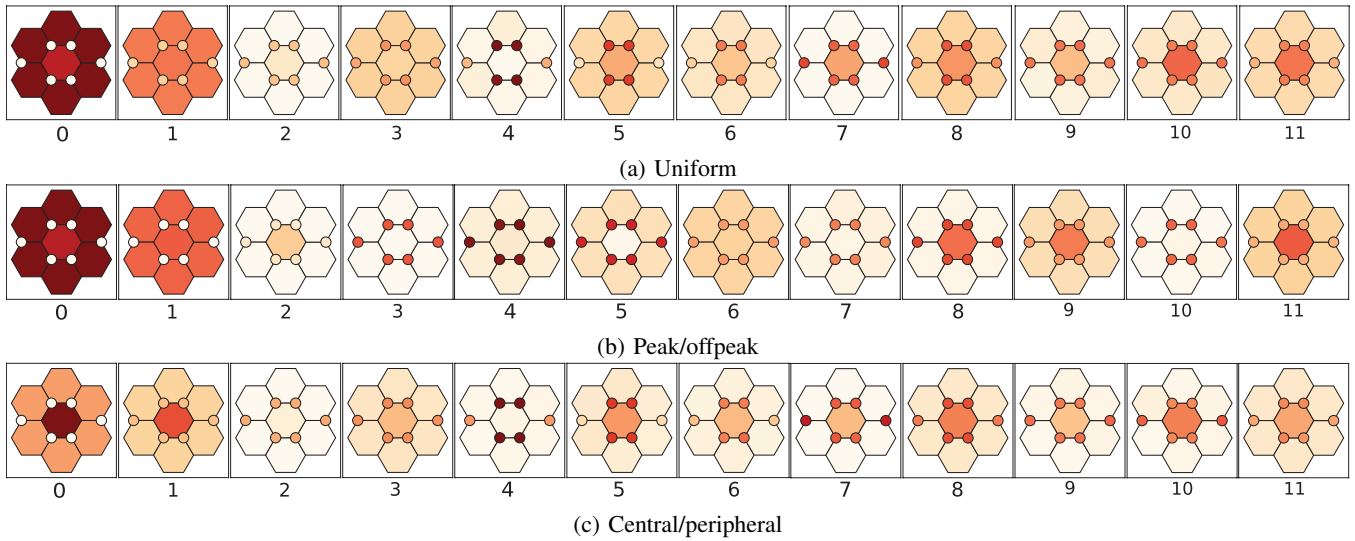 0 1 2 3 4 5 6 7 8 9 10 11
(a) Uniform
0 1 2 3 4 5 6 7 8 9 10 11
(b) Peak/offpeak
0 1 2 3 4 5 6 7 8 9 10 11
(c) Central/peripheral